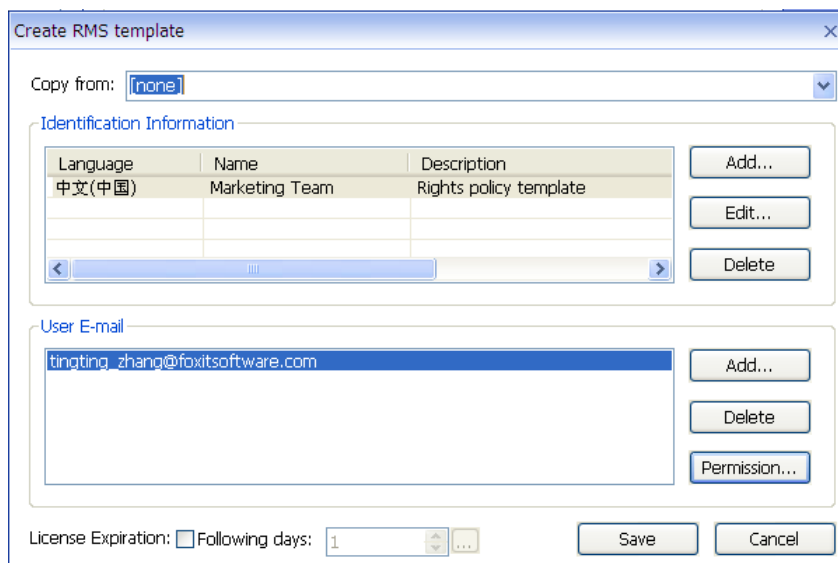 Create RMS template
Copy from: [none]
Identification Information
Language Name Description
中文(中国) Marketing Team Rights policy template
Add...
Edit...
Delete
User E-mail
tingting_zhang@foxitsoftware.com
Add...
Delete
Permission...
License Expiration: Following days: 1 ... Save Cancel